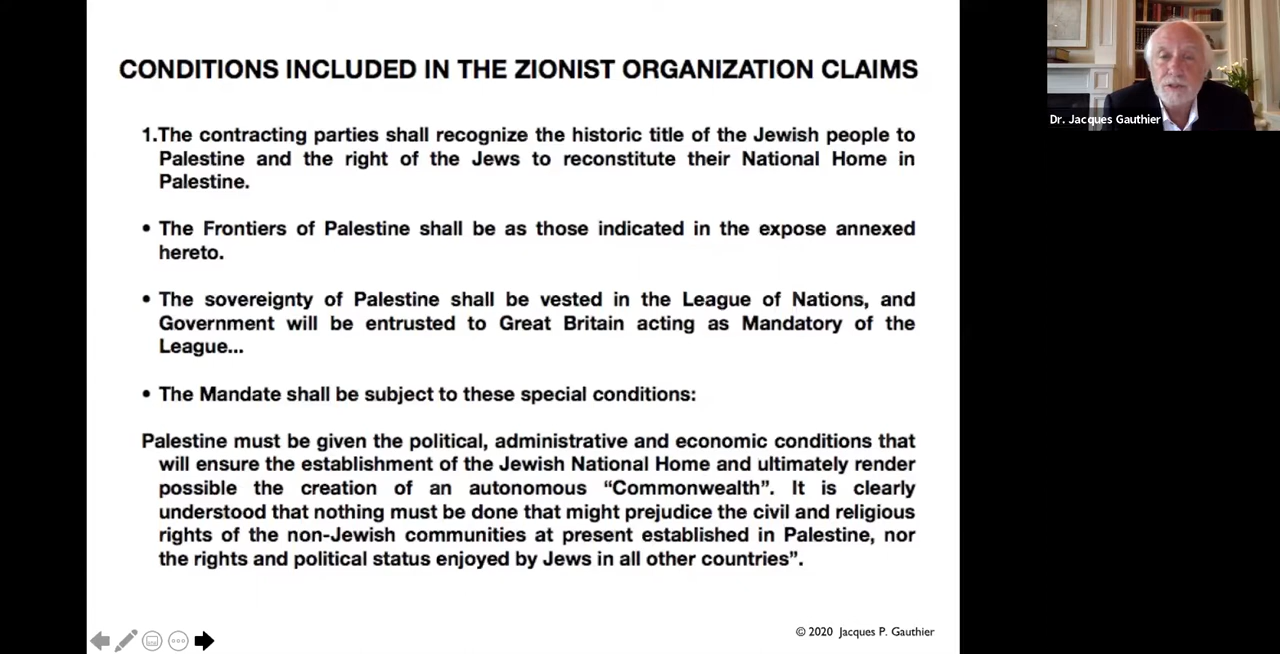 CONDITIONS INCLUDED IN THE ZIONIST ORGANIZATION CLAIMS
Dr. Jacques Gauthier
1.The contracting parties shall recognize the historic title of the Jewish people to
Palestine and the right of the Jews to reconstitute their National Home in
Palestine.
• The Frontiers of Palestine shall be as those indicated in the expose annexed
hereto.
• The sovereignty of Palestine shall be vested in the League of Nations, and
Government will be entrusted to Great Britain acting as Mandatory of the
League...
• The Mandate shall be subject to these special conditions:
Palestine must be given the political, administrative and economic conditions that
will ensure the establishment of the Jewish National Home and ultimately render
possible the creation of an autonomous “Commonwealth”. It is clearly
understood that nothing must be done that might prejudice the civil and religious
rights of the non-Jewish communities at present established in Palestine, nor
the rights and political status enjoyed by Jews in all other countries”.
© 2020 Jacques P. Gauthier